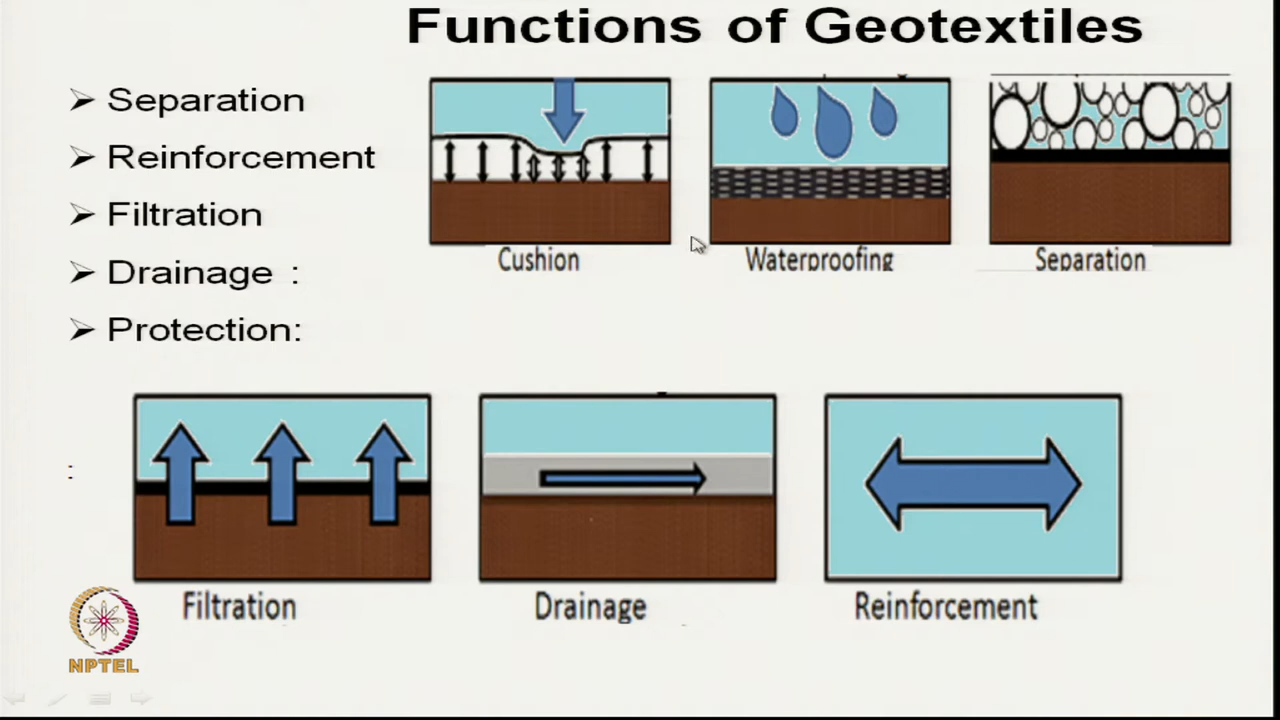 Functions of Geotextiles
➢ Separation
➢ Reinforcement
➢ Filtration
➢ Drainage :
➢ Protection:
Cushion
Waterproofing
Separation
:
Filtration
Drainage
Reinforcement
NPTEL